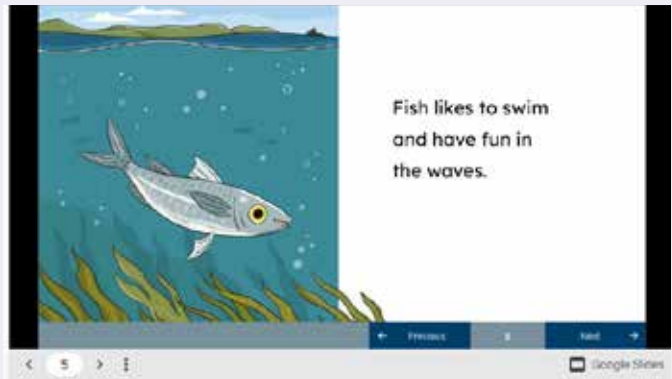 Fish likes to swim
and have fun in
the waves.
Previous
Next
5
Google Slides